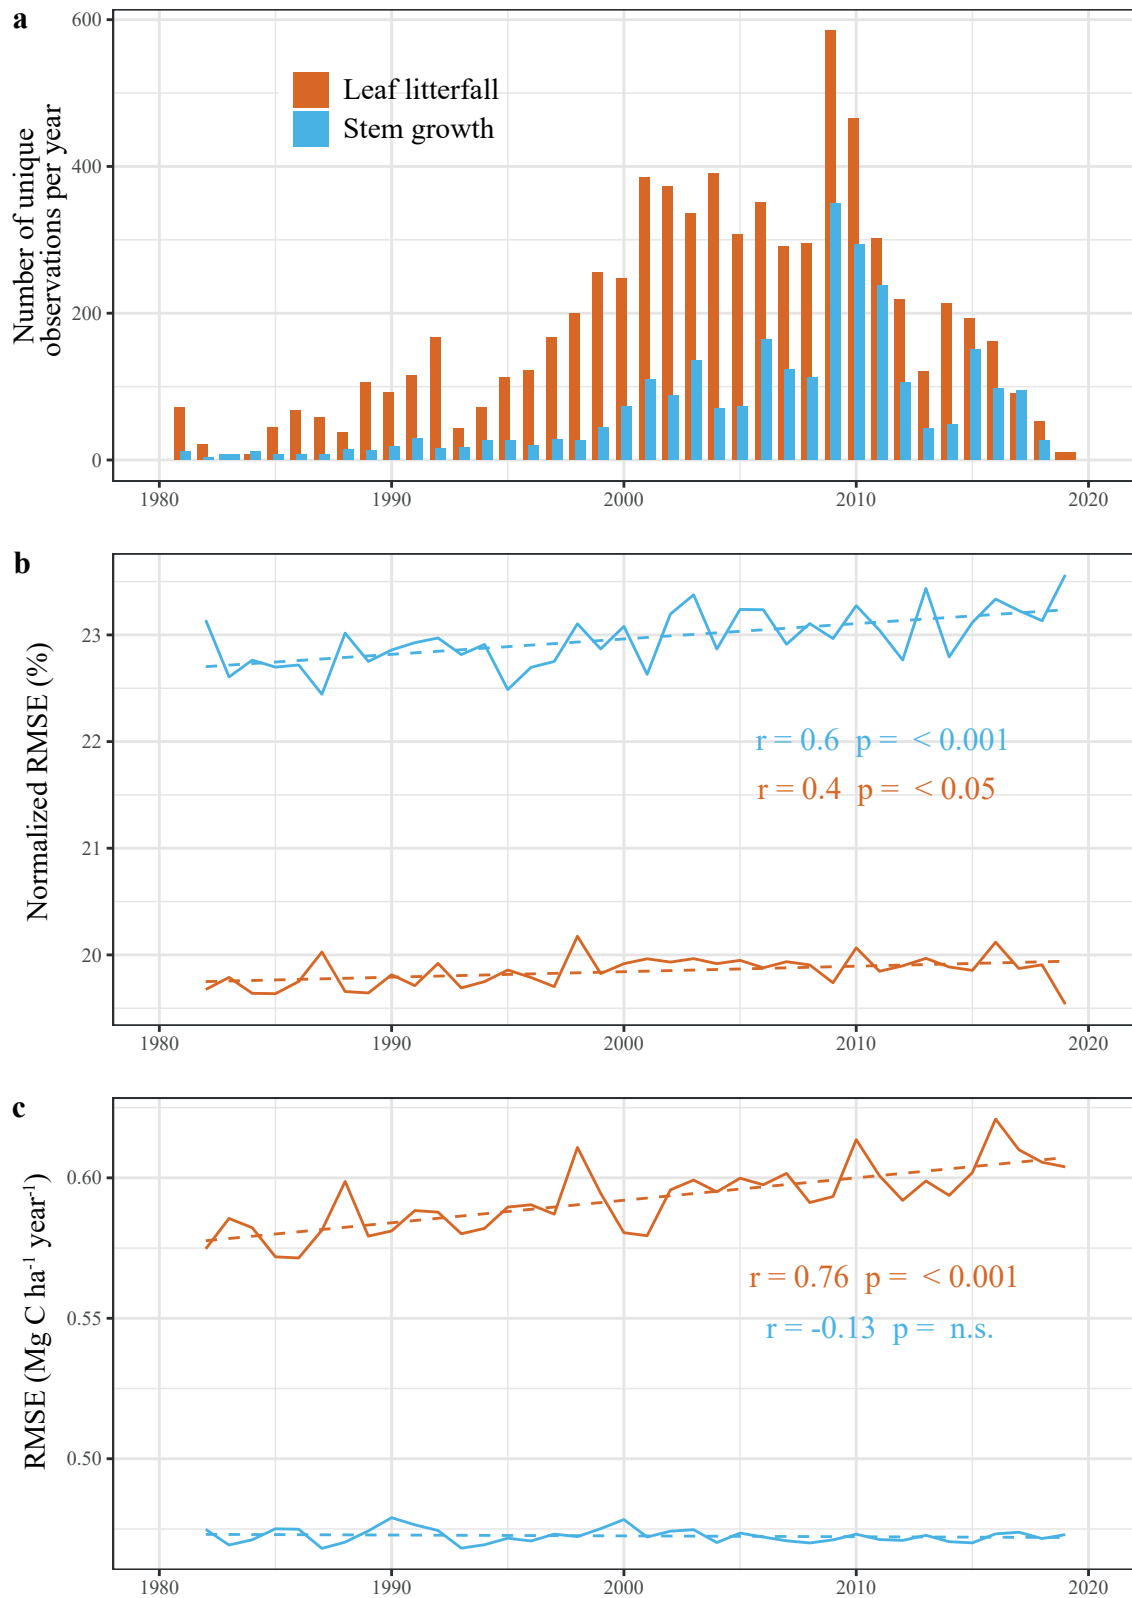 a
600
400
200
0
Number of unique
observations per year
Leaf litterfall
Stem growth
1980 1990 2000 2010 2020
b
23
22
21
20
Normalized RMSE (%)
r = 0.6 p = < 0.001
r = 0.4 p = < 0.05
1980 1990 2000 2010 2020
c
0.60
0.55
0.50
RMSE (Mg C ha⁻¹ year⁻¹)
r = 0.76 p = < 0.001
r = -0.13 p = n.s.
1980 1990 2000 2010 2020